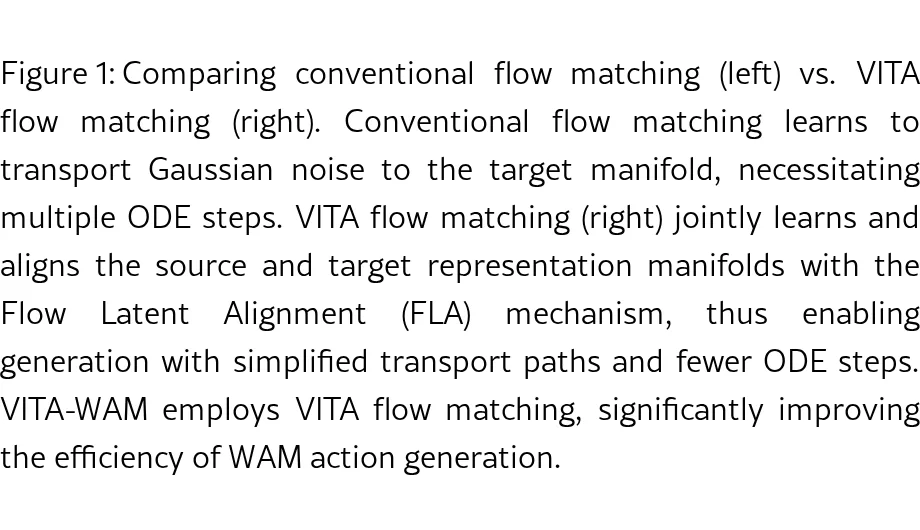 Figure 1: Comparing conventional flow matching (left) vs. VITA
flow matching (right). Conventional flow matching learns to
transport Gaussian noise to the target manifold, necessitating
multiple ODE steps. VITA flow matching (right) jointly learns and
aligns the source and target representation manifolds with the
Flow Latent Alignment (FLA) mechanism, thus enabling
generation with simplified transport paths and fewer ODE steps.
VITA-WAM employs VITA flow matching, significantly improving
the efficiency of WAM action generation.